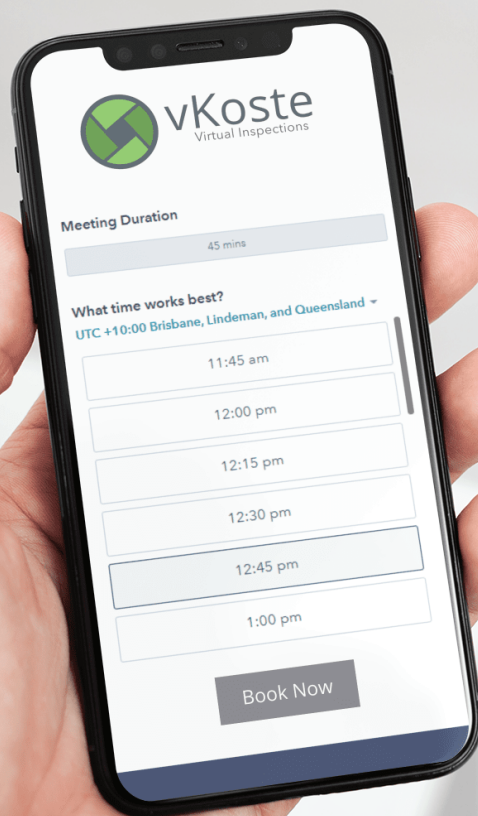 vKoste
Virtual Inspections
Meeting Duration
45 mins
What time works best?
UTC +10:00 Brisbane, Lindeman, and Queensland
11:45 am
12:00 pm
12:15 pm
12:30 pm
12:45 pm
1:00 pm
Book Now